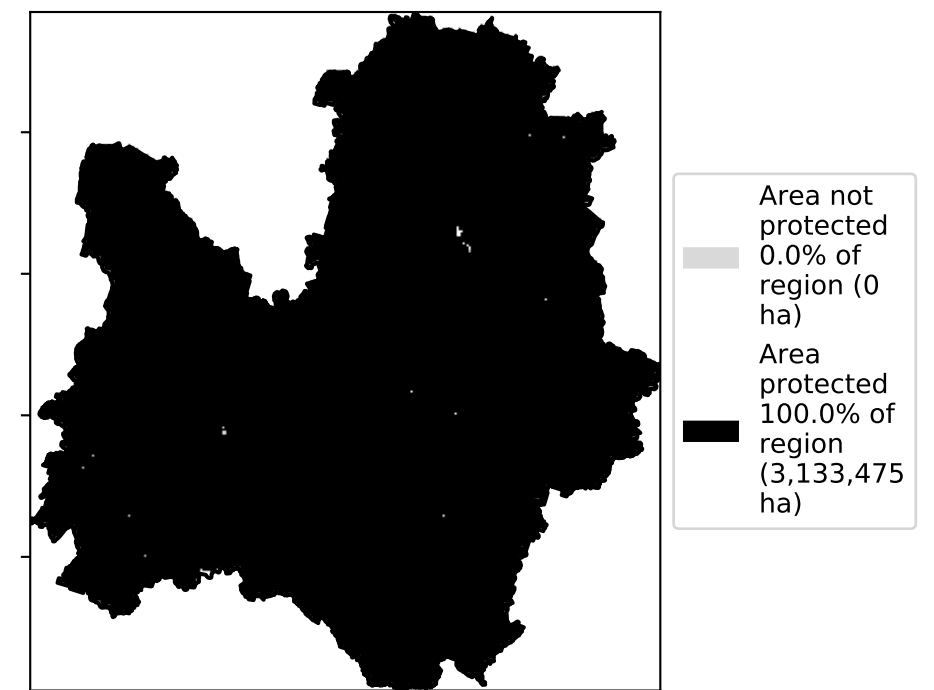 Area not
protected
0.0% of
region (0
ha)
Area
protected
100.0% of
region
(3,133,475
ha)